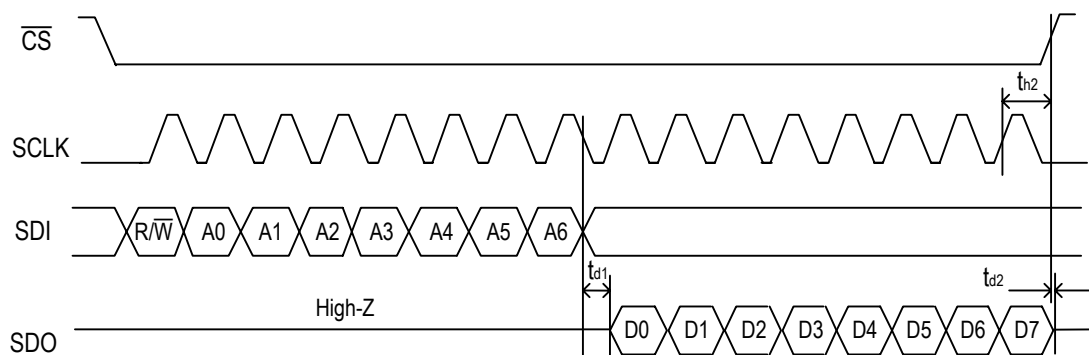 CS
th2
SCLK
SDI R/W A0 A1 A2 A3 A4 A5 A6
td1 td2
High-Z
SDO D0 D1 D2 D3 D4 D5 D6 D7